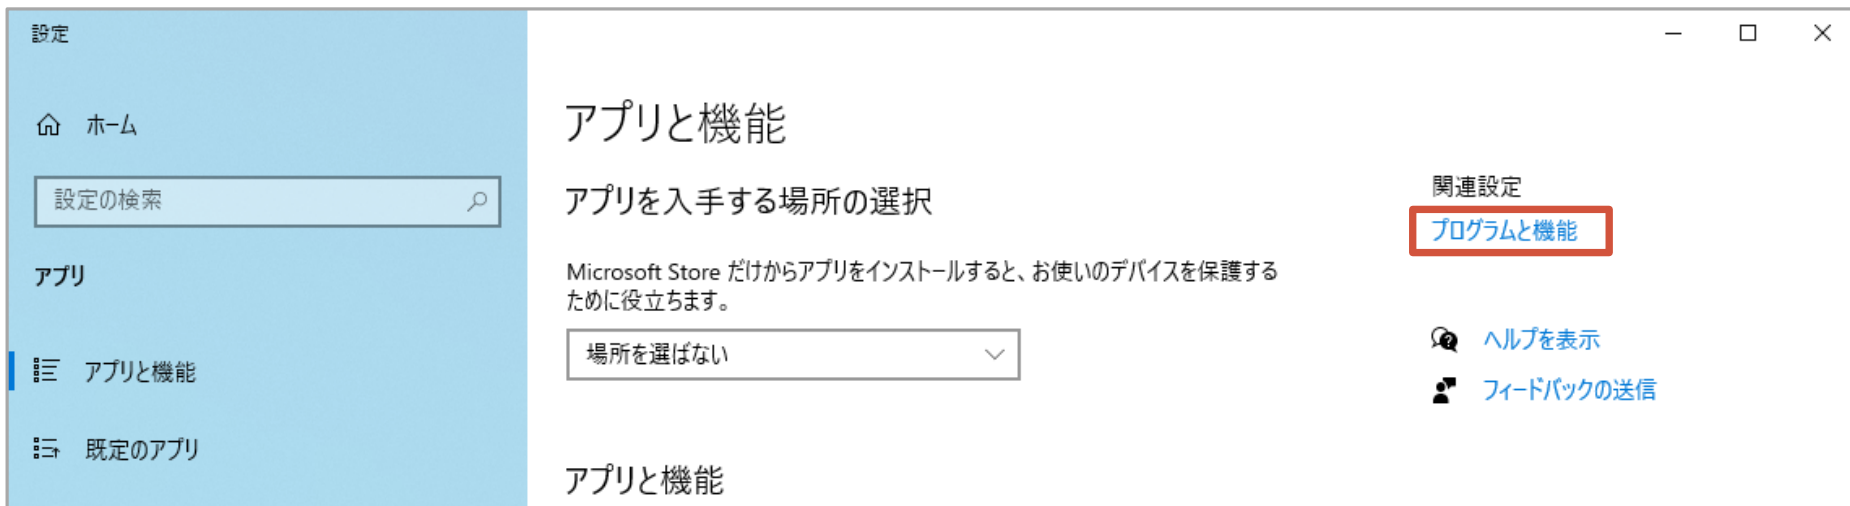 設定
ホーム
設定の検索
アプリ
アプリと機能
既定のアプリ
アプリと機能
アプリを入手する場所の選択
Microsoft Store だけからアプリをインストールすると、お使いのデバイスを保護する
ために役立ちます。
場所を選ばない
アプリと機能
関連設定
プログラムと機能
ヘルプを表示
フィードバックの送信